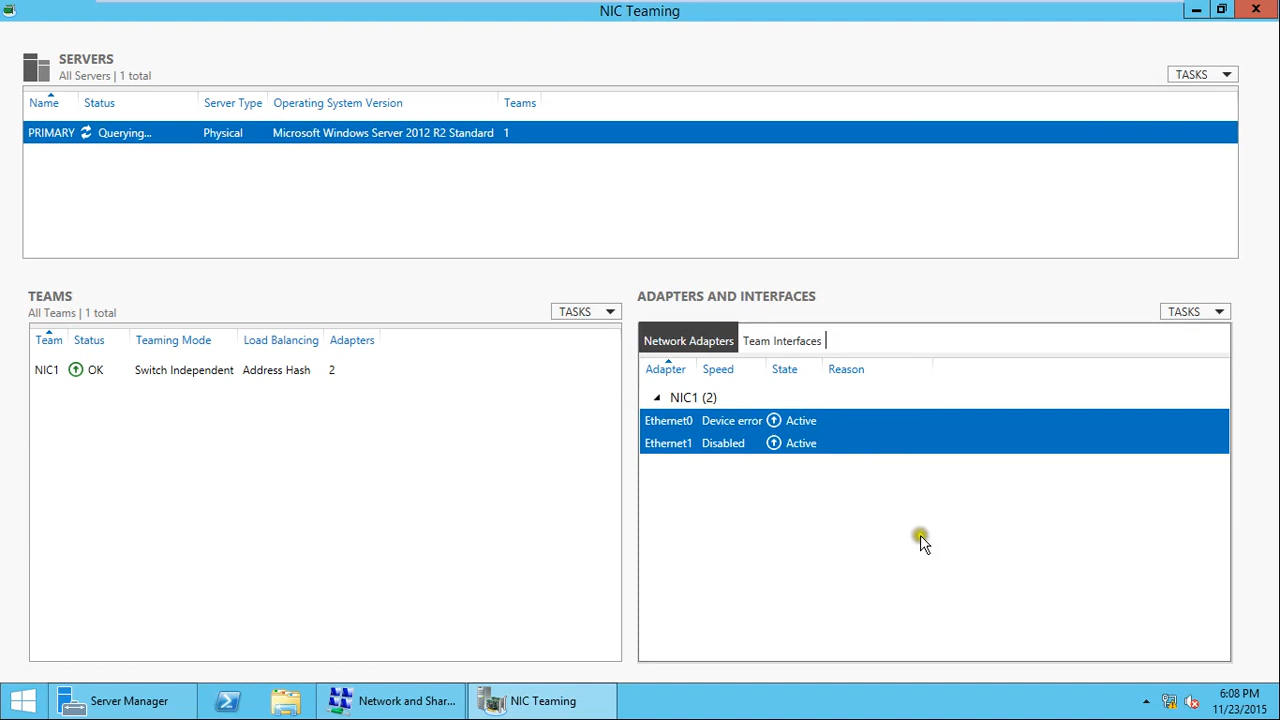 NIC Teaming
SERVERS
All Servers | 1 total
TASKS
Name Status Server Type Operating System Version Teams
PRIMARY Querying... Physical Microsoft Windows Server 2012 R2 Standard 1
TEAMS
All Teams | 1 total
TASKS
Team Status Teaming Mode Load Balancing Adapters
NIC1 OK Switch Independent Address Hash 2
ADAPTERS AND INTERFACES
TASKS
Network Adapters Team Interfaces
Adapter Speed State Reason
NIC1 (2)
Ethernet0 Device error Active
Ethernet1 Disabled Active
Server Manager Network and Shar... NIC Teaming
6:08 PM
11/23/2015